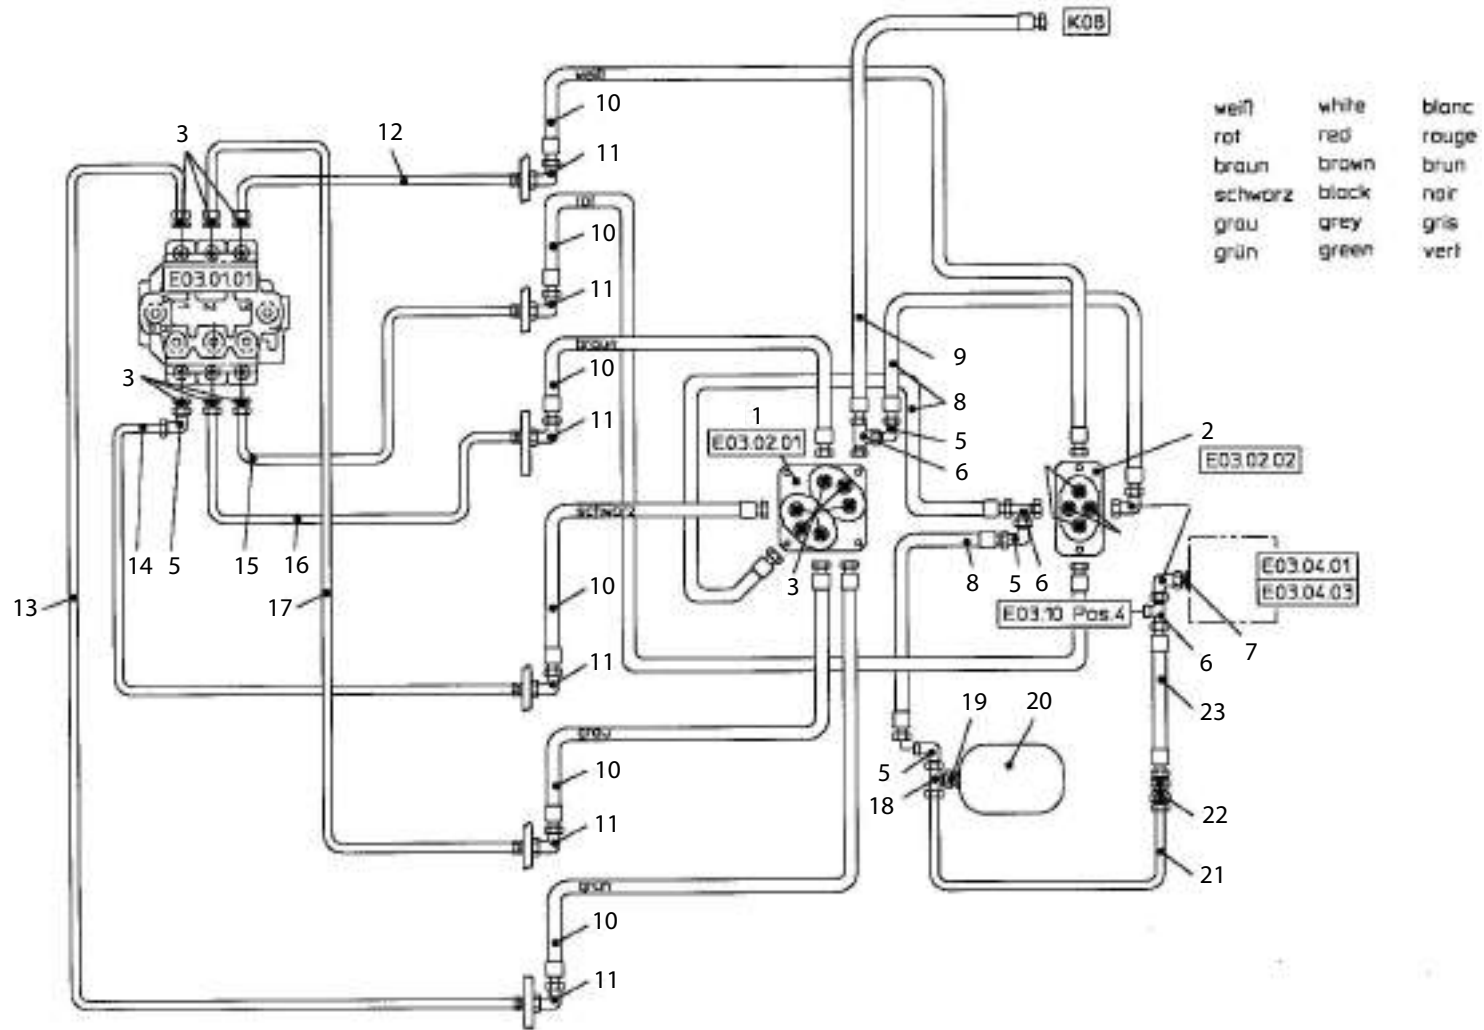 K08
weiß white blanc
rot red rouge
braun brown brun
schwarz black noir
grau grey gris
grün green vert
weiß
10
3
12
11
rot
10
E03.01.01
11
braun
9
10
3
8
1
11
5
2
E03.02.01
6
E03.02.02
schwarz
14
5
15
16
3
8
5
6
E03.04.01
10
E03.04.03
13
17
E03.10 Pos.4
7
11
6
19
20
23
grau
10
5
18
22
11
21
grün
10
11